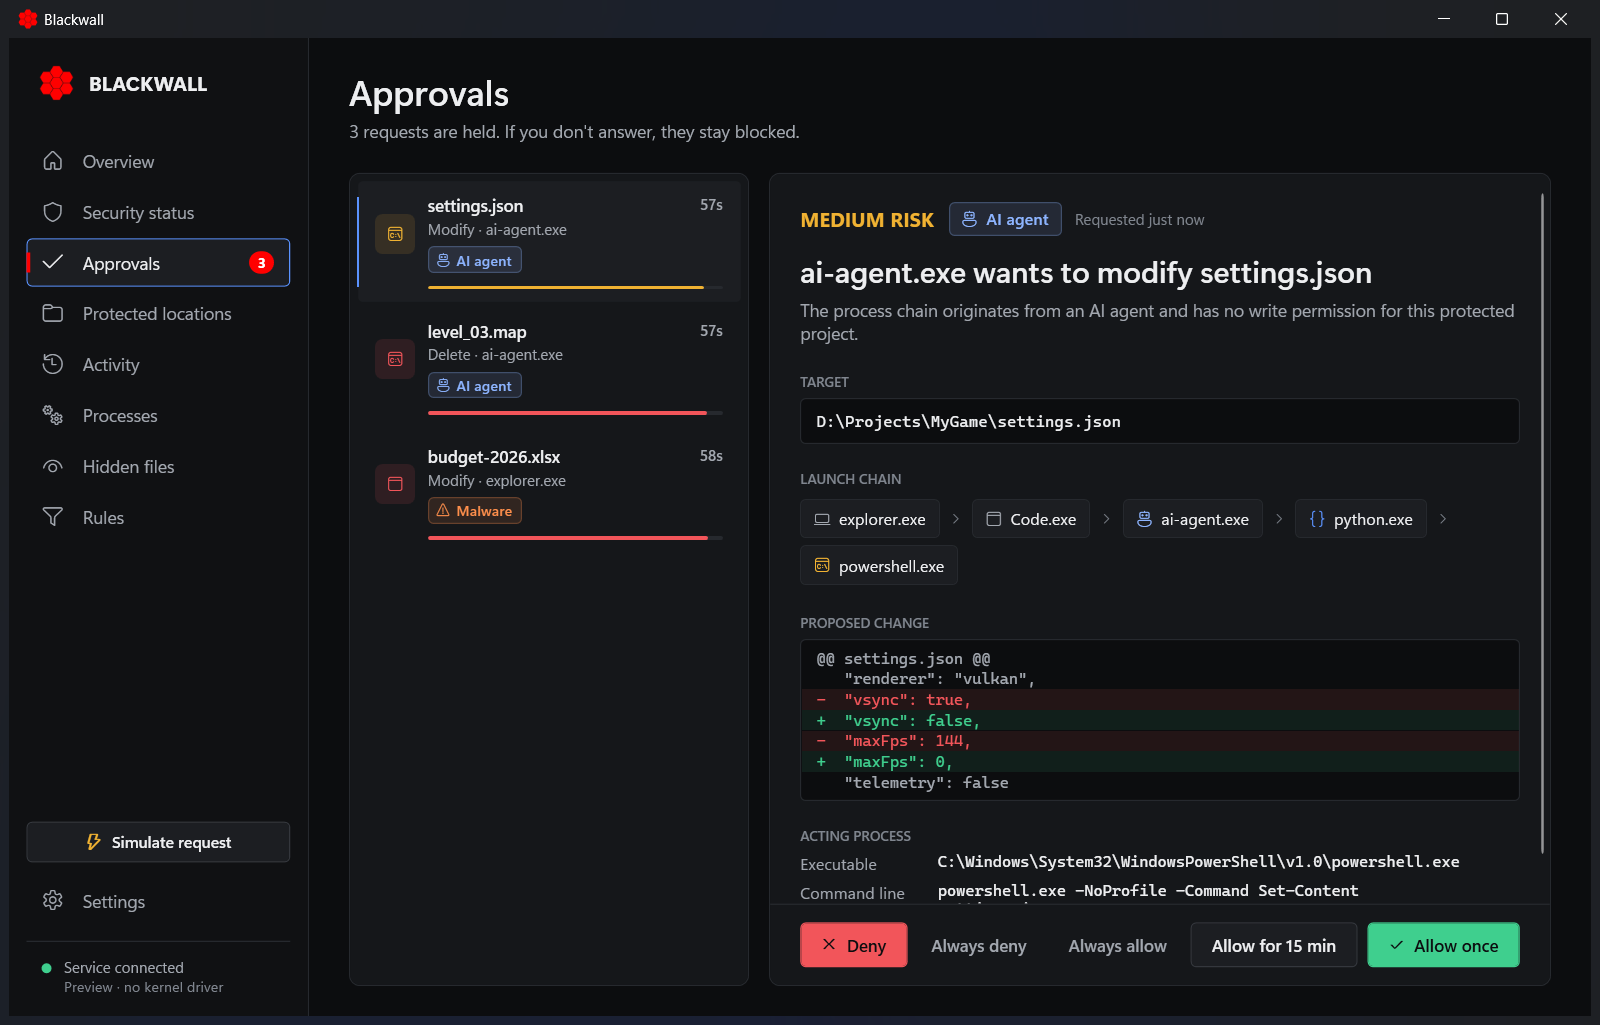 Blackwall
BLACKWALL
Overview
Security status
Approvals
3
Protected locations
Activity
Processes
Hidden files
Rules
Simulate request
Settings
Service connected
Preview · no kernel driver
Approvals
3 requests are held. If you don't answer, they stay blocked.
settings.json
57s
Modify · ai-agent.exe
AI agent
level_03.map
57s
Delete · ai-agent.exe
AI agent
budget-2026.xlsx
58s
Modify · explorer.exe
Malware
MEDIUM RISK
AI agent
Requested just now
ai-agent.exe wants to modify settings.json
The process chain originates from an AI agent and has no write permission for this protected
project.
TARGET
D:\Projects\MyGame\settings.json
LAUNCH CHAIN
explorer.exe > Code.exe > ai-agent.exe > python.exe >
powershell.exe
PROPOSED CHANGE
@@ settings.json @@
"renderer": "vulkan",
- "vsync": true,
+ "vsync": false,
- "maxFps": 144,
+ "maxFps": 0,
"telemetry": false
ACTING PROCESS
Executable C:\Windows\System32\WindowsPowerShell\v1.0\powershell.exe
Command line powershell.exe -NoProfile -Command Set-Content
Deny
Always deny
Always allow
Allow for 15 min
Allow once